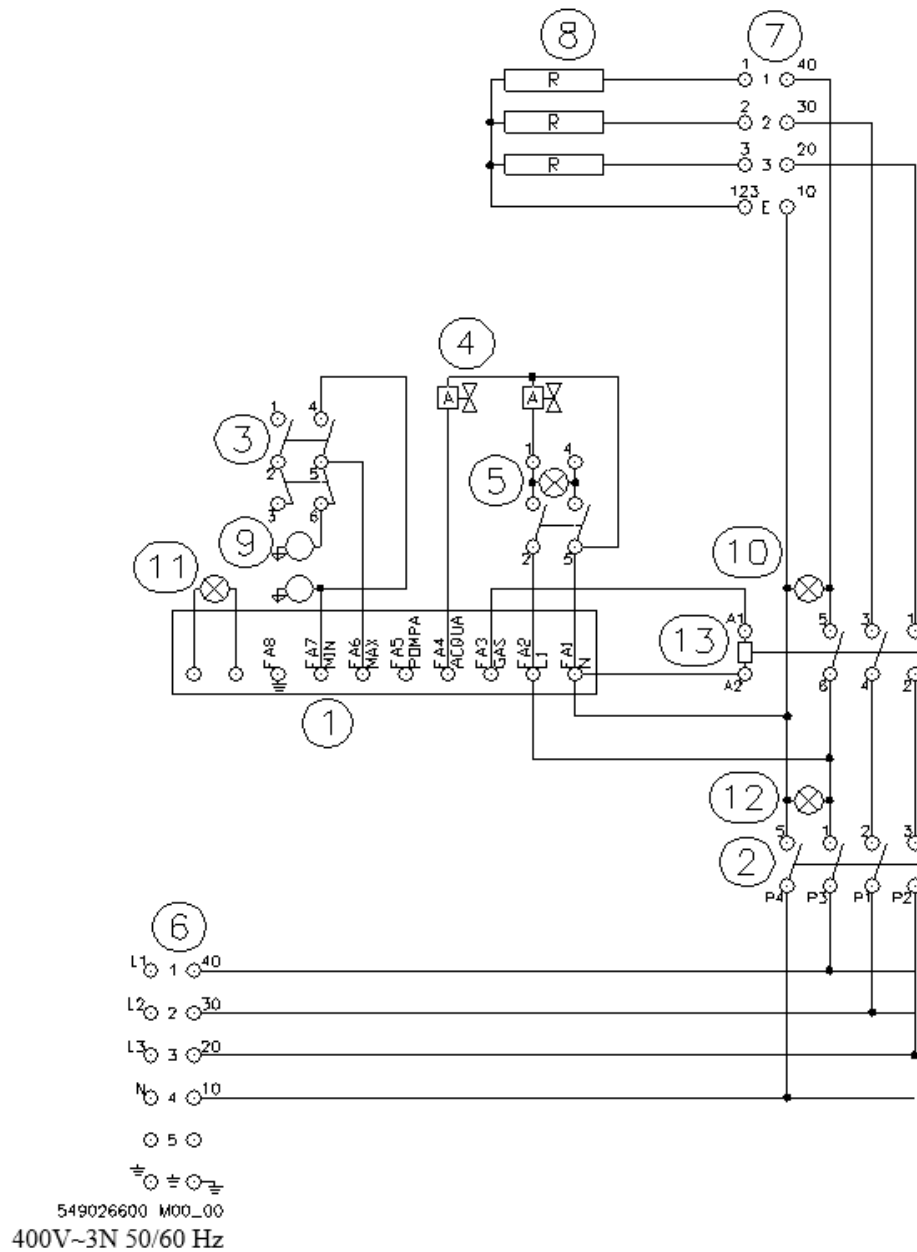 8 7
1 R 1 1 40
2 R 2 30
3 R 3 20
123 E 10
4
1 4
3
2 5
3 6
5
1 4
2 5
9
11
10
FA8
FA7 MIN
FA6 MAX
FA5 POMPA
FA4 ACQUA
FA3 GAS
FA2 L1
FA1 N
A1
13
A2
5 3 1
6 4 2
1
12
5 1 2 3
2
P4 P3 P1 P2
6
L1 1 40
L2 2 30
L3 3 20
N 4 10
5
549026600 M00_00
400V~3N 50/60 Hz
A A